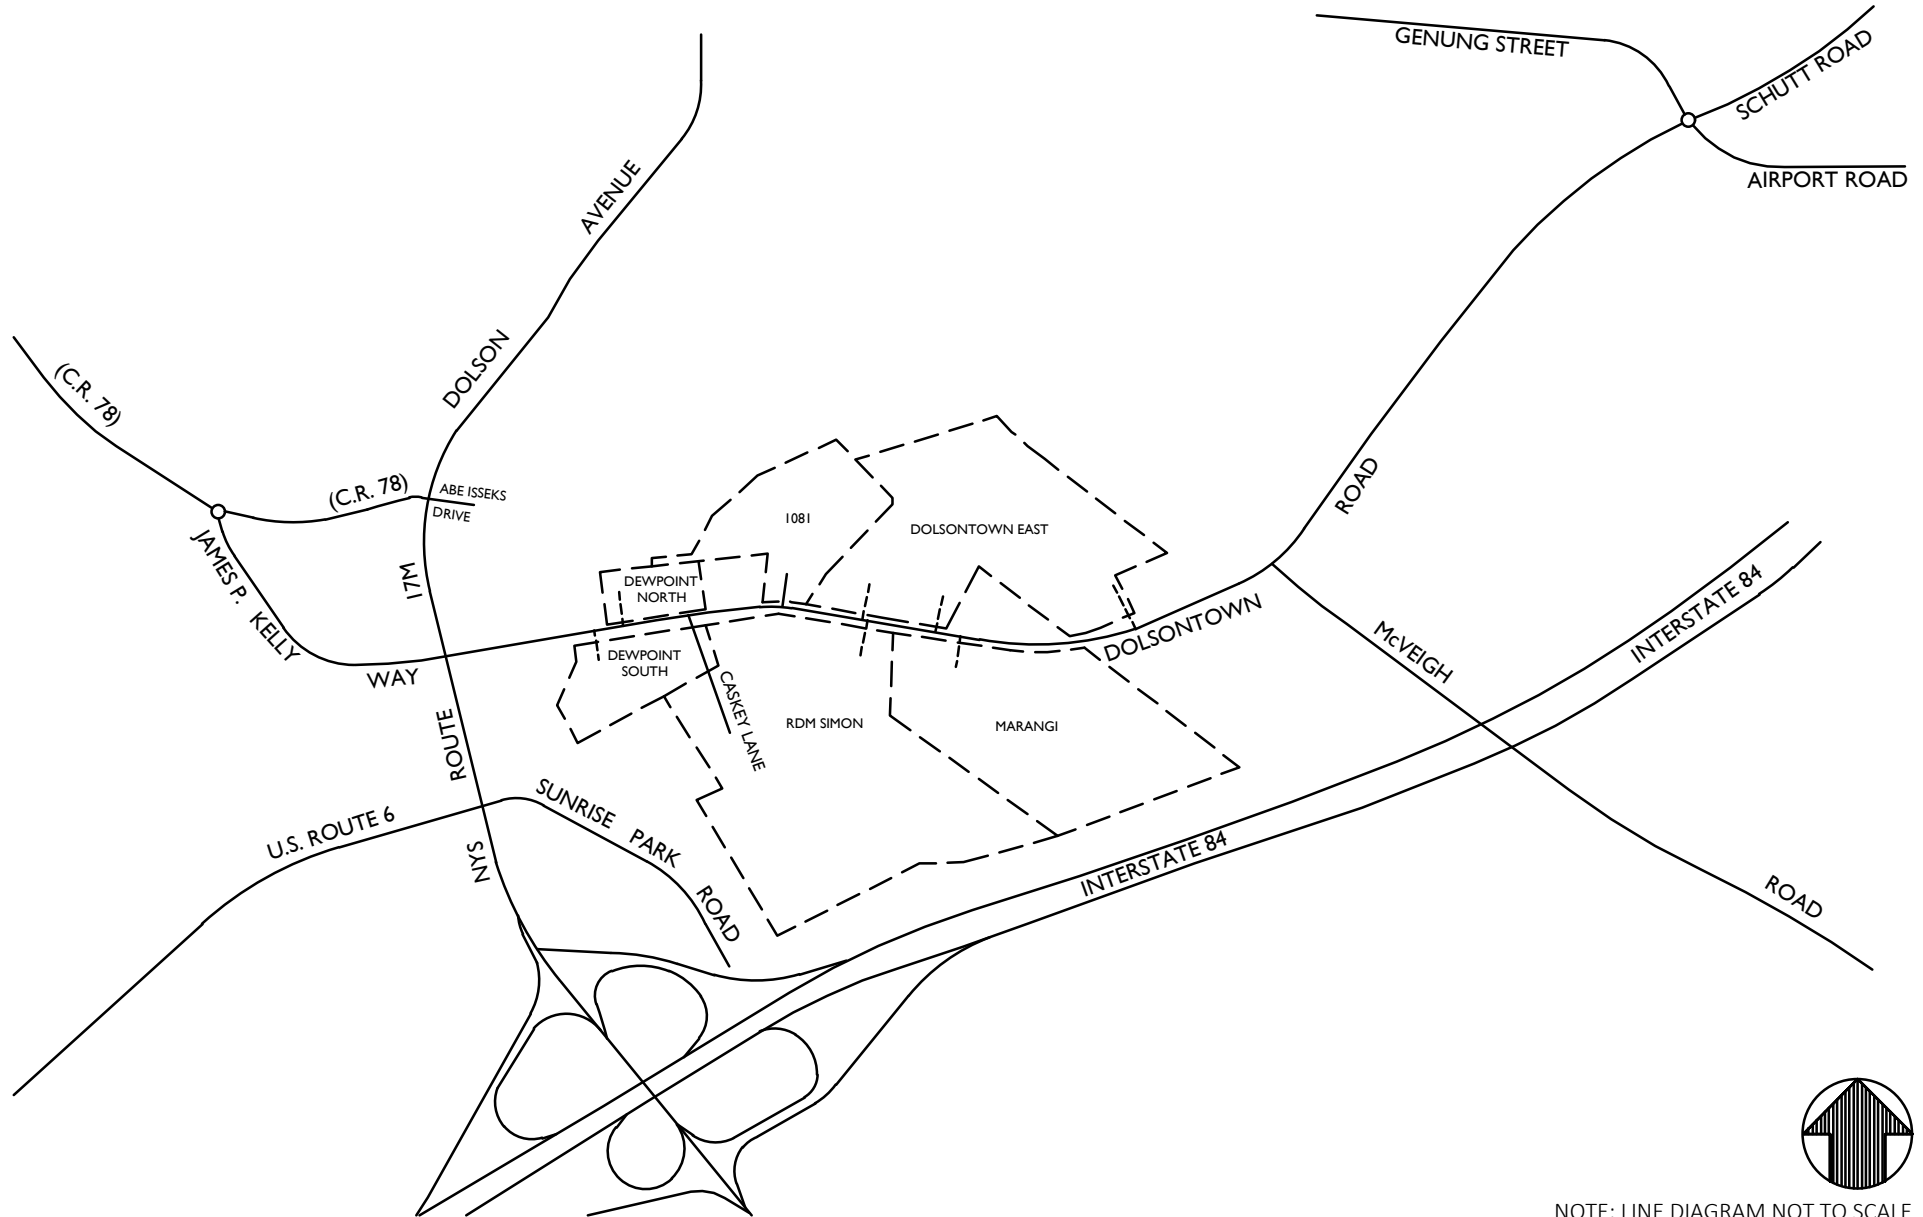 GENUNG STREET
SCHUTT ROAD
AIRPORT ROAD
DOLSON AVENUE
(C.R. 78)
(C.R. 78)
ABE ISSEKS
DRIVE
JAMES P. KELLY WAY
NYS ROUTE 17M
1081
DOLSONTOWN EAST
DEWPOINT
NORTH
DEWPOINT
SOUTH
CASKEY LANE
RDM SIMON
MARANGI
DOLSONTOWN ROAD
McVEIGH ROAD
INTERSTATE 84
INTERSTATE 84
U.S. ROUTE 6
SUNRISE PARK ROAD
NOTE: LINE DIAGRAM NOT TO SCALE